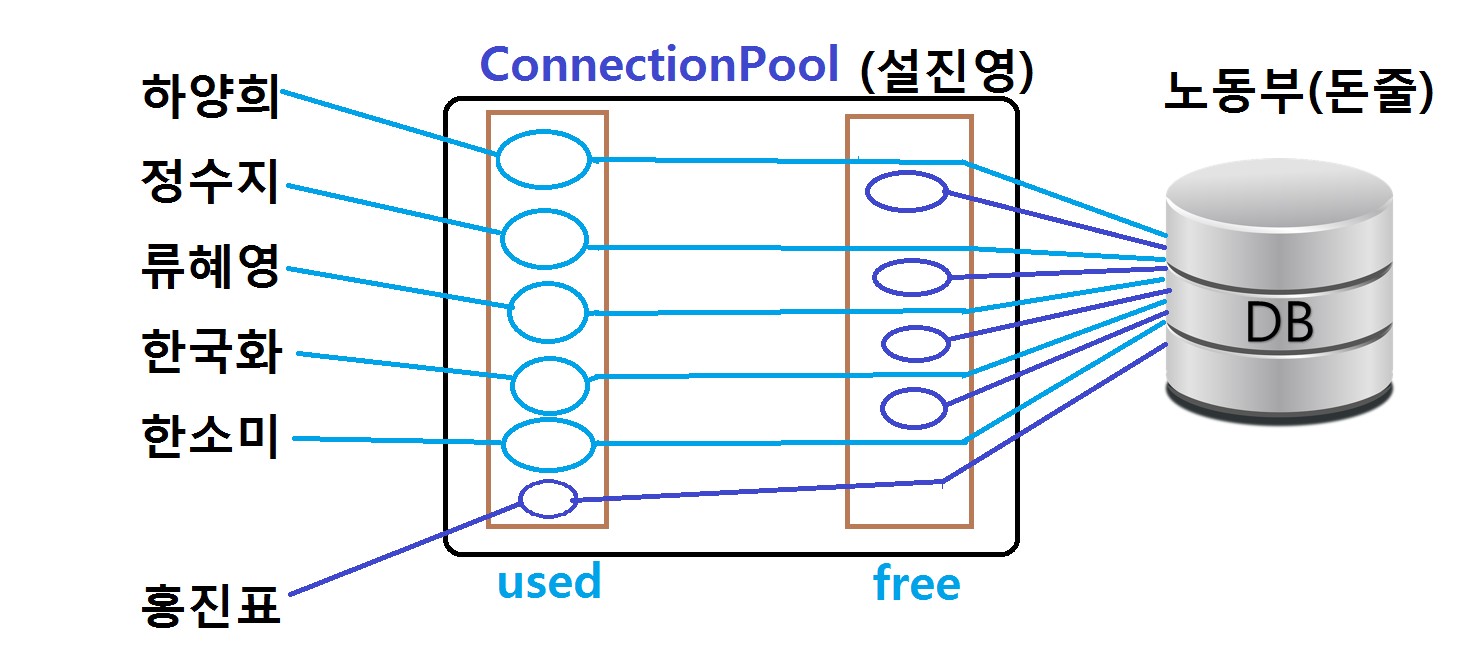 ConnectionPool (설진영)
노동부(돈줄)
하양희
정수지
류혜영
한국화
한소미
홍진표
DB
used
free